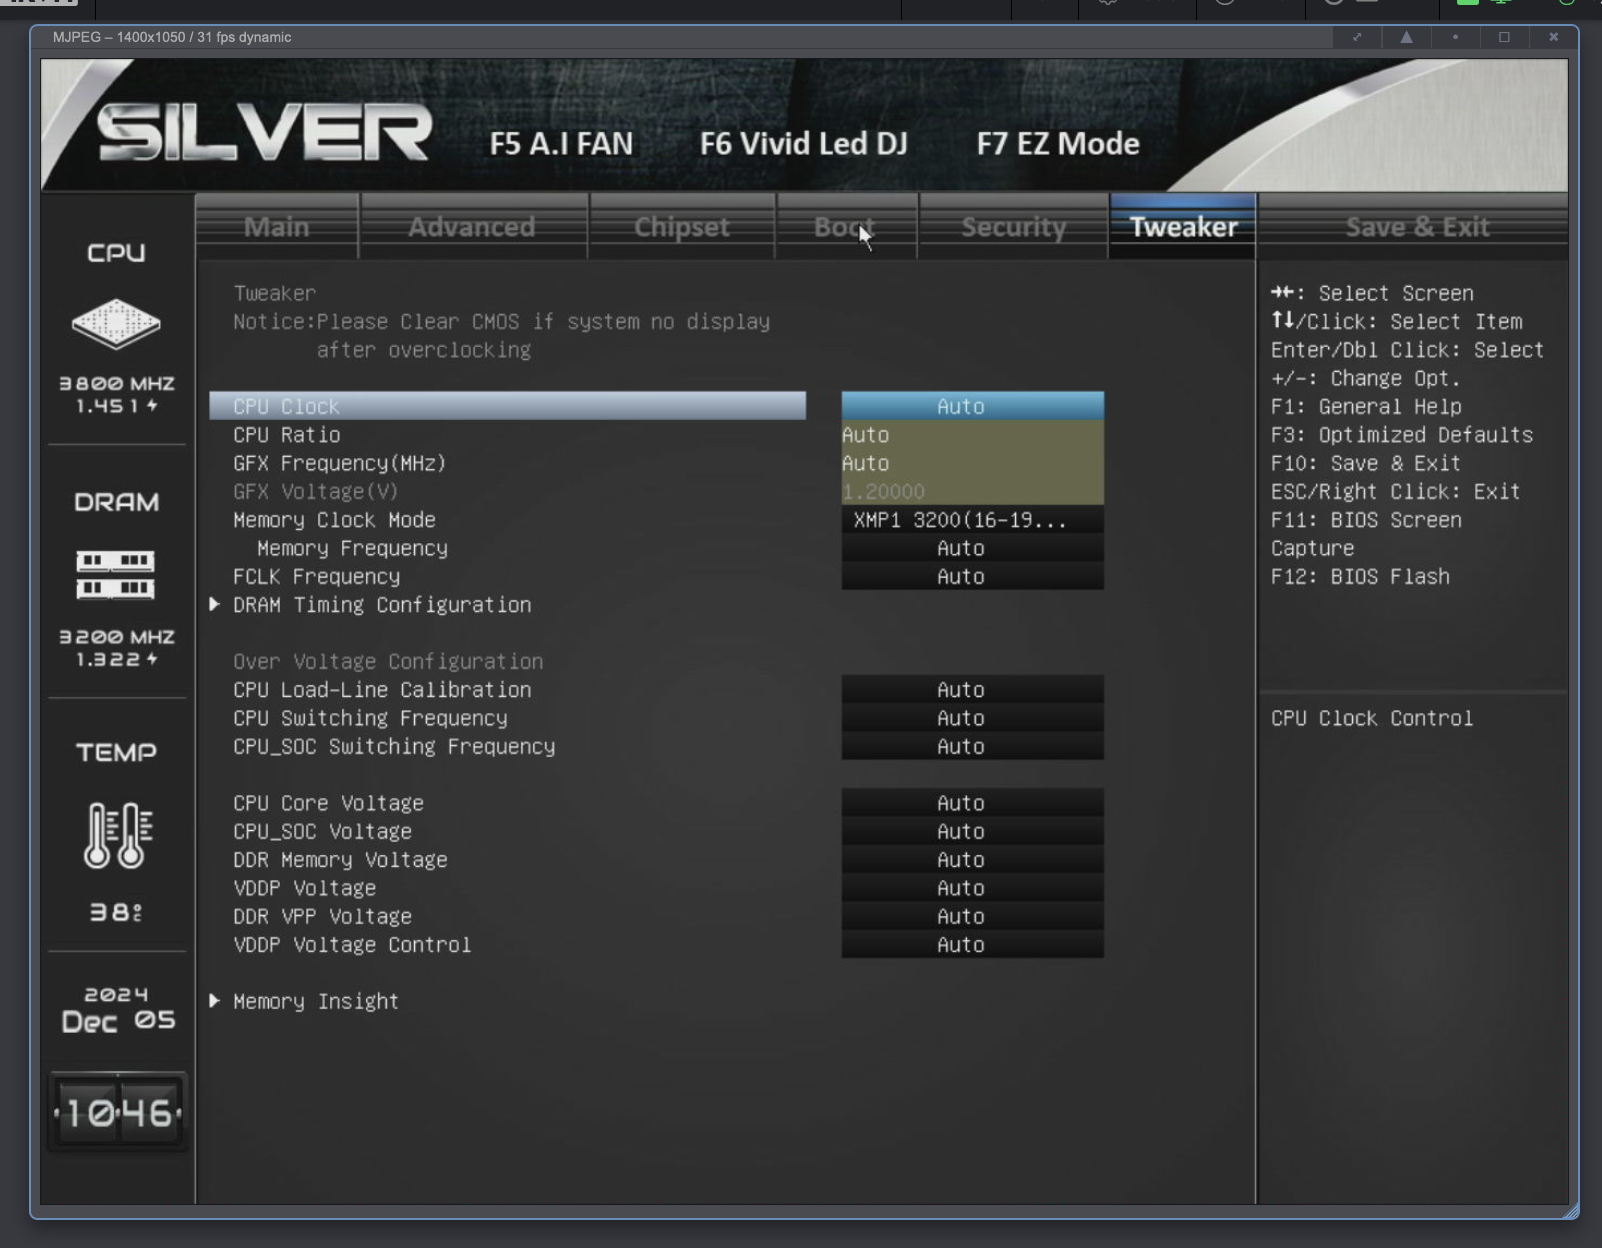 MJPEG – 1400x1050 / 31 fps dynamic
SILVER
F5 A.I FAN F6 Vivid Led DJ F7 EZ Mode
Main Advanced Chipset Boot Security Tweaker Save & Exit
CPU
3800 MHZ
1.451
DRAM
3200 MHZ
1.322
TEMP
38°C
2024
Dec 05
10:46
Tweaker
Notice:Please Clear CMOS if system no display
after overclocking
CPU Clock Auto
CPU Ratio Auto
GFX Frequency(MHz) Auto
GFX Voltage(V) 1.20000
Memory Clock Mode XMP1 3200(16-19...
Memory Frequency Auto
FCLK Frequency Auto
DRAM Timing Configuration
Over Voltage Configuration
CPU Load-Line Calibration Auto
CPU Switching Frequency Auto
CPU_SOC Switching Frequency Auto
CPU Core Voltage Auto
CPU_SOC Voltage Auto
DDR Memory Voltage Auto
VDDP Voltage Auto
DDR VPP Voltage Auto
VDDP Voltage Control Auto
Memory Insight
→←: Select Screen
↑↓/Click: Select Item
Enter/Dbl Click: Select
+/-: Change Opt.
F1: General Help
F3: Optimized Defaults
F10: Save & Exit
ESC/Right Click: Exit
F11: BIOS Screen
Capture
F12: BIOS Flash
CPU Clock Control